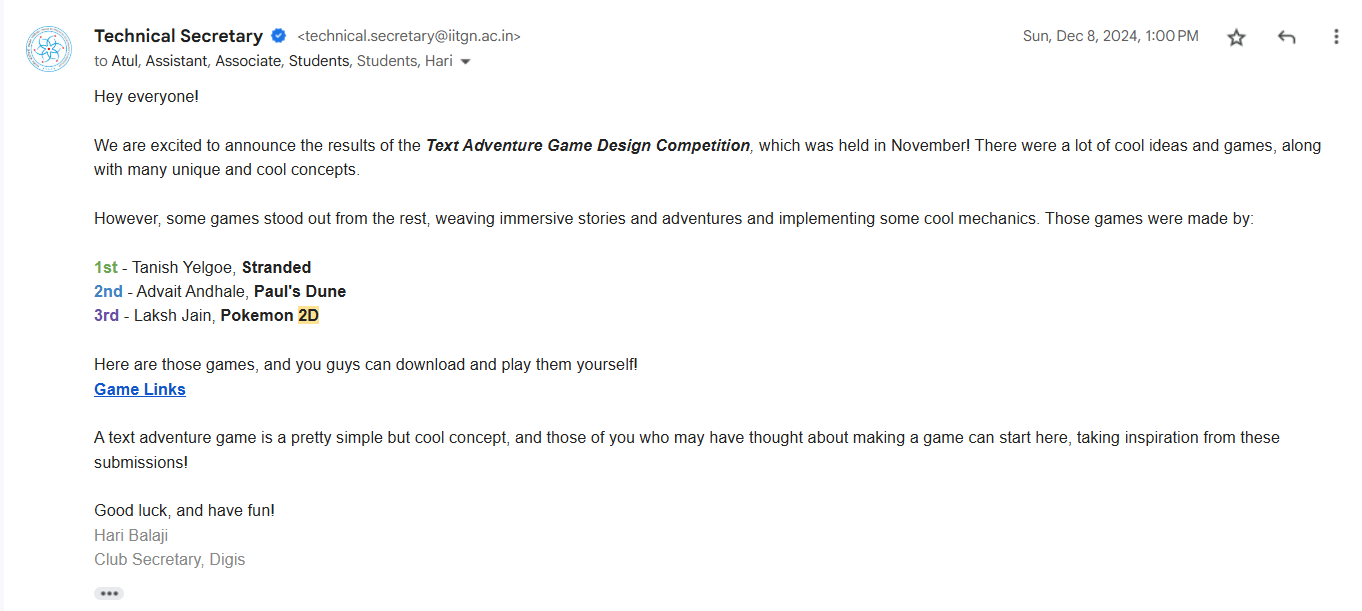 Technical Secretary <technical.secretary@iitgn.ac.in> Sun, Dec 8, 2024, 1:00 PM
to Atul, Assistant, Associate, Students, Students, Hari
Hey everyone!
We are excited to announce the results of the Text Adventure Game Design Competition, which was held in November! There were a lot of cool ideas and games, along
with many unique and cool concepts.
However, some games stood out from the rest, weaving immersive stories and adventures and implementing some cool mechanics. Those games were made by:
1st - Tanish Yelgoe, Stranded
2nd - Advait Andhale, Paul's Dune
3rd - Laksh Jain, Pokemon 2D
Here are those games, and you guys can download and play them yourself!
Game Links
A text adventure game is a pretty simple but cool concept, and those of you who may have thought about making a game can start here, taking inspiration from these
submissions!
Good luck, and have fun!
Hari Balaji
Club Secretary, Digis